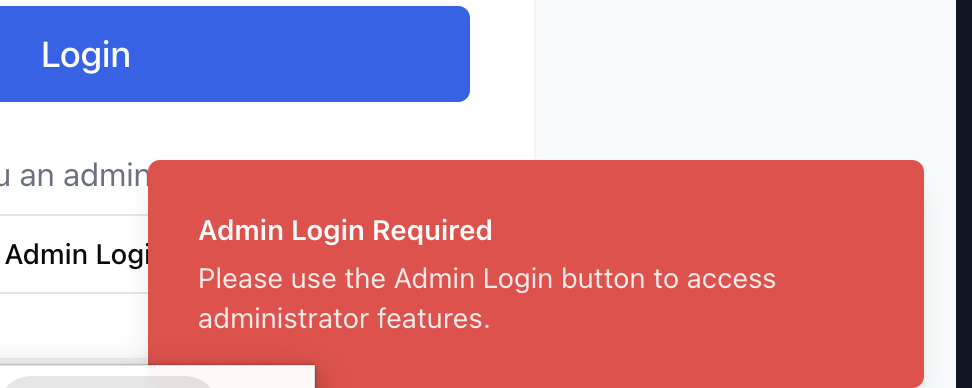 Login
u an admin
Admin Logi
Admin Login Required
Please use the Admin Login button to access
administrator features.